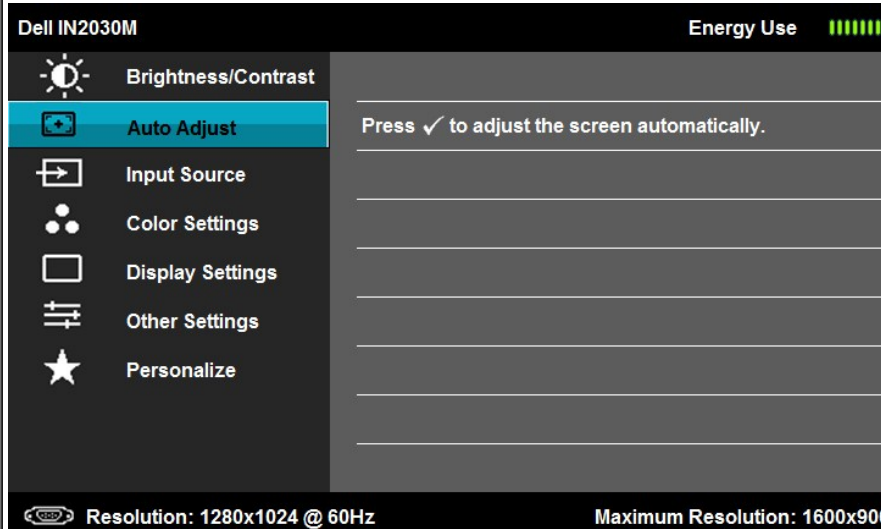 Dell IN2030M Energy Use
Brightness/Contrast
Auto Adjust Press ✓ to adjust the screen automatically.
Input Source
Color Settings
Display Settings
Other Settings
Personalize
Resolution: 1280x1024 @ 60Hz Maximum Resolution: 1600x900